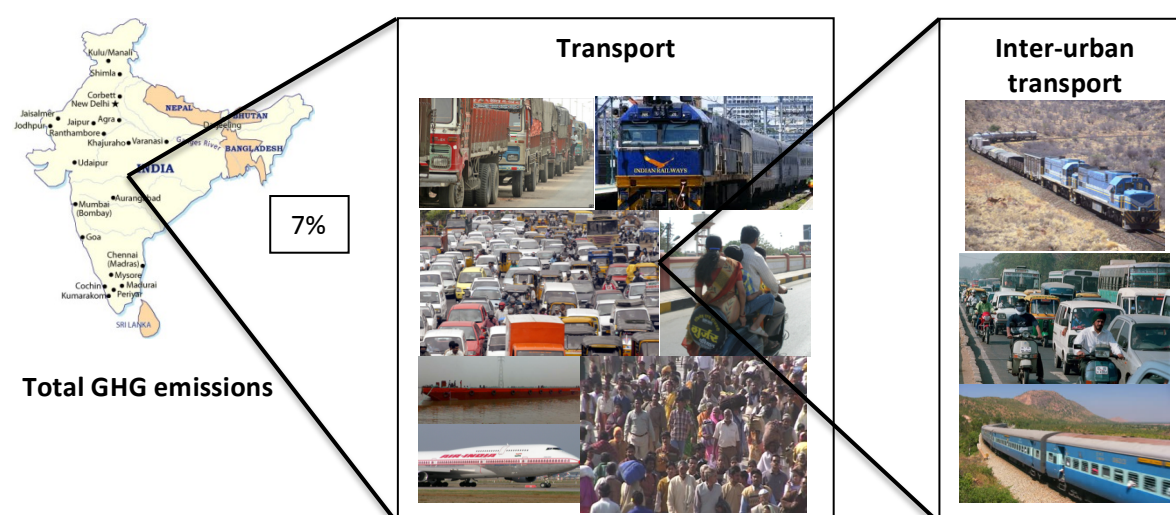 Kulu/Manali
Shimla
Corbett
New Delhi
Jaisalmer
Jodhpur
Jaipur
Agra
Ranthambore
Khajuraho
Varanasi
NEPAL
BHUTAN
Darjeeling
Ganges River
BANGLADESH
Udaipur
INDIA
Aurangabad
Mumbai
(Bombay)
Goa
Chennai
(Madras)
Mysore
Cochin
Madurai
Kumarakom
Periyar
SRI LANKA
Total GHG emissions
7%
Transport
INDIAN RAILWAYS
AIR-INDIA
Inter-urban
transport